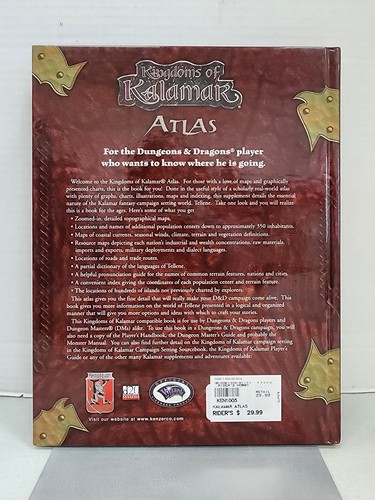 Kingdoms of
Kalamar
ATLAS
For the Dungeons & Dragons® player
who wants to know where he is going.
Welcome to the Kingdoms of Kalamar® Atlas. For those with a love of maps and graphically
presented charts, this is the book for you! Done in the useful style of a scholarly real-world atlas
with plenty of graphs, charts, illustrations, maps and indexing, this supplement details the essential
nature of the Kalamar fantasy campaign setting world, Tellene. Take one look and you will realize
this is a book for the ages. Here's some of what you get
• Zoomed-in, detailed topographical maps.
• Locations and names of additional population centers down to approximately 350 inhabitants.
• Maps of coastal currents, seasonal winds, climate, terrain and vegetation definitions.
• Resource maps depicting each nation's industrial and wealth concentrations, raw materials,
imports and exports, military deployments and dialect languages.
• Locations of roads and trade routes.
• A partial dictionary of the languages of Tellene.
• A helpful pronunciation guide for the names of common terrain features, nations and cities.
• A convenient index giving the coordinates of each population center and terrain feature.
• The locations of hundreds of islands not previously charted by explorers.
This atlas gives you the fine detail that will really make your D&D campaign come alive. This
book gives you more information on the world of Tellene presented in a logical and organized
manner that will give you more options and ideas with which to craft your stories.
This Kingdoms of Kalamar compatible book is for use by Dungeons & Dragons players and
Dungeon Masters® (DMs) alike. To use this book in a Dungeons & Dragons campaign, you will
also need a copy of the Player's Handbook, the Dungeon Master's Guide and probably the
Monster Manual. You can also find further detail on the Kingdoms of Kalamar campaign setting
in the Kingdoms of Kalamar Campaign Setting Sourcebook, the Kingdoms of Kalamar Player's
Guide or any of the other many Kalamar supplements and adventures available.
Visit our website at www.kenzerco.com
RETAIL
29.99
KEN1005
KALAMAR ATLAS
RIDER'S $ 29.99